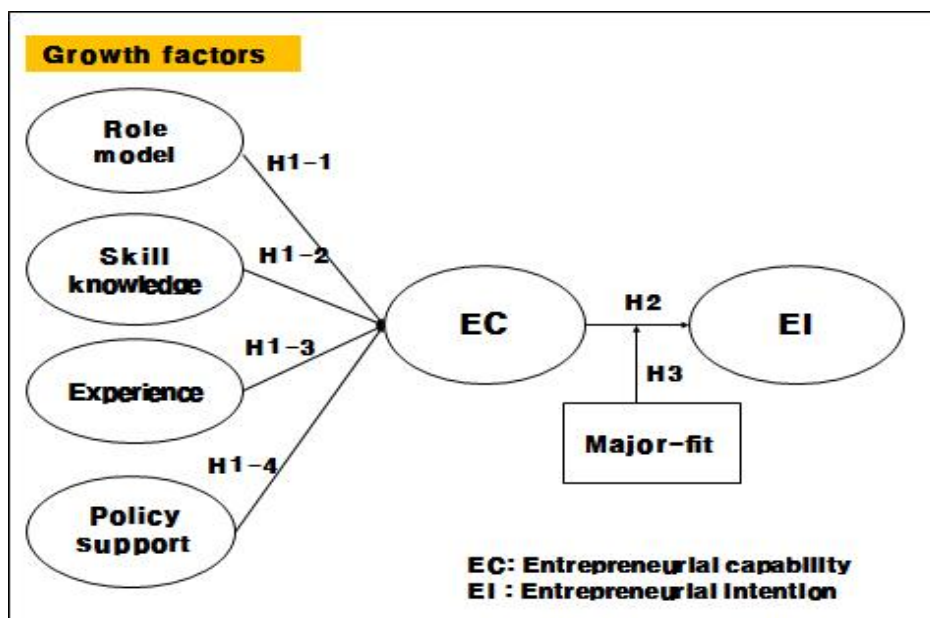 Growth factors
Role
model
H1-1
Skill
knowledge
H1-2
Experience
H1-3
Policy
support
H1-4
EC
H2
EI
H3
Major-fit
EC: Entrepreneurial capability
EI : Entrepreneurial intention